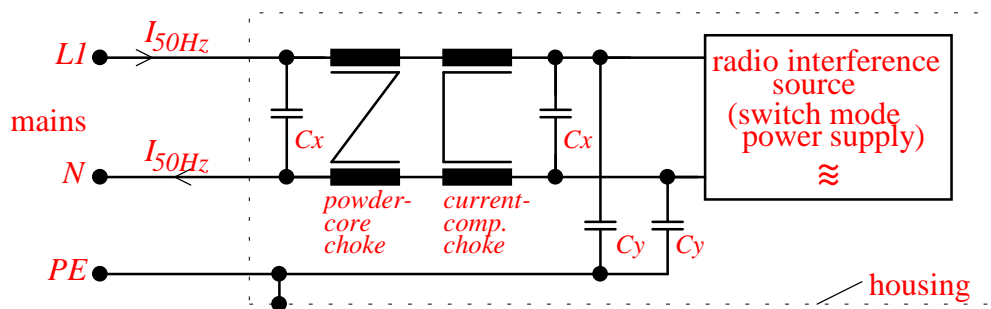 L1
I50Hz
mains
N
I50Hz
PE
Cx
powder-
core
choke
current-
comp.
choke
Cx
Cy
Cy
radio interference
source
(switch mode
power supply)
≋
housing